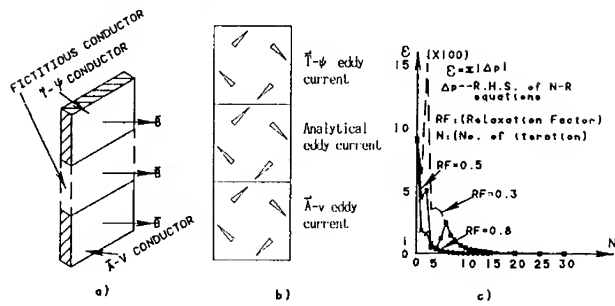 FICTITIOUS CONDUCTOR
T̄-ψ CONDUCTOR
B̄
B̄
B̄
Ā-V CONDUCTOR
a)
T̄-ψ eddy
current
Analytical
eddy current
Ā-v eddy
current
b)
ε
(X100)
15
ε=Σ|Δp|
Δp--R.H.S. of N-R
equations
RF:(Relaxation Factor)
N:(No. of iteration)
10
RF=0.5
5
RF=0.3
RF=0.8
0 5 10 15 20 25 30
N
c)